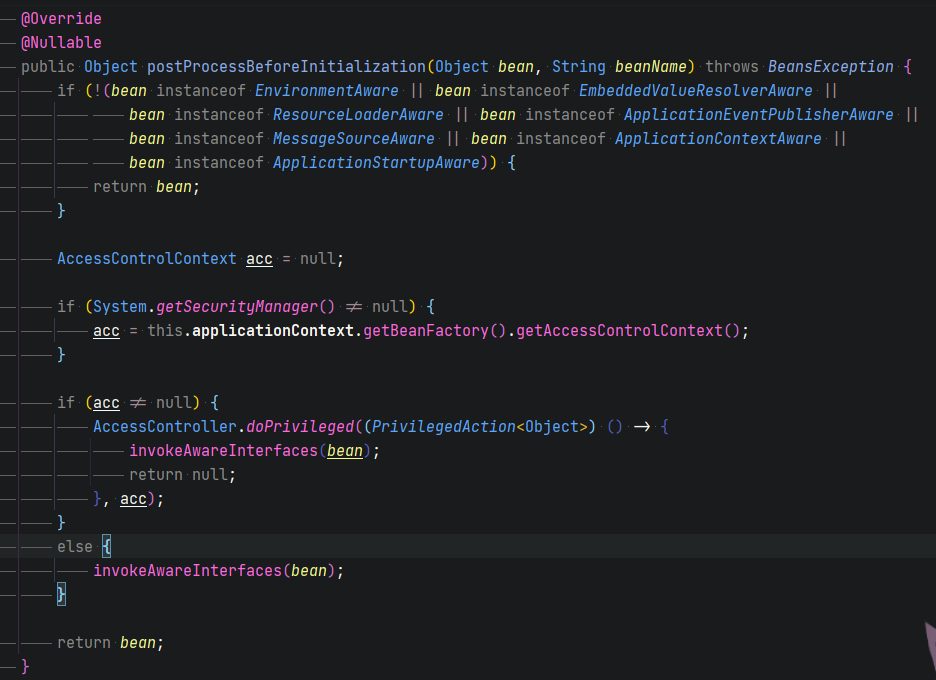 @Override
@Nullable
public Object postProcessBeforeInitialization(Object bean, String beanName) throws BeansException {
if (!(bean instanceof EnvironmentAware || bean instanceof EmbeddedValueResolverAware ||
bean instanceof ResourceLoaderAware || bean instanceof ApplicationEventPublisherAware ||
bean instanceof MessageSourceAware || bean instanceof ApplicationContextAware ||
bean instanceof ApplicationStartupAware)) {
return bean;
}
AccessControlContext acc = null;
if (System.getSecurityManager() ≠ null) {
acc = this.applicationContext.getBeanFactory().getAccessControlContext();
}
if (acc ≠ null) {
AccessController.doPrivileged((PrivilegedAction<Object>) () → {
invokeAwareInterfaces(bean);
return null;
}, acc);
}
else {
invokeAwareInterfaces(bean);
}
return bean;
}